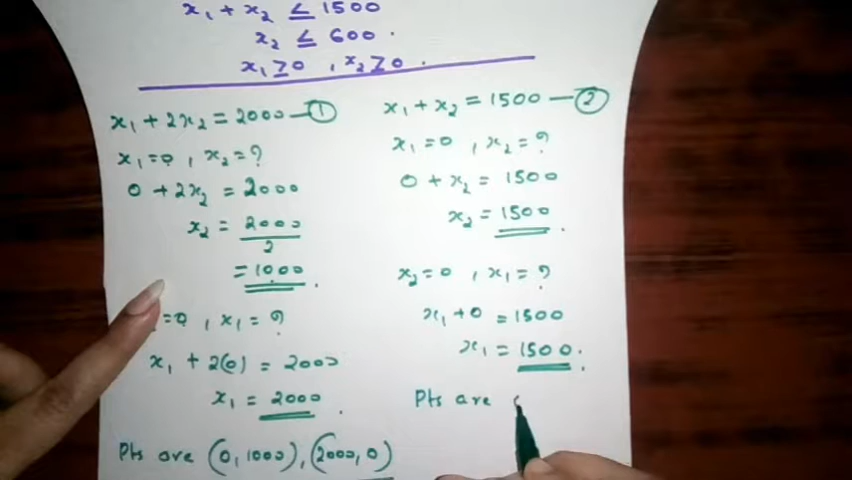 x₁ + x₂ ≤ 1500
x₂ ≤ 600.
x₁ ≥ 0 , x₂ ≥ 0.
x₁ + 2x₂ = 2000 — ①
x₁ = 0 , x₂ = ?
0 + 2x₂ = 2000
x₂ = 2000/2
= 1000.
= 0 , x₁ = ?
x₁ + 2(0) = 2000
x₁ = 2000.
Pts are (0, 1000), (2000, 0)
x₁ + x₂ = 1500 — ②
x₁ = 0 , x₂ = ?
0 + x₂ = 1500
x₂ = 1500.
x₂ = 0 , x₁ = ?
x₁ + 0 = 1500
x₁ = 1500.
Pts are (